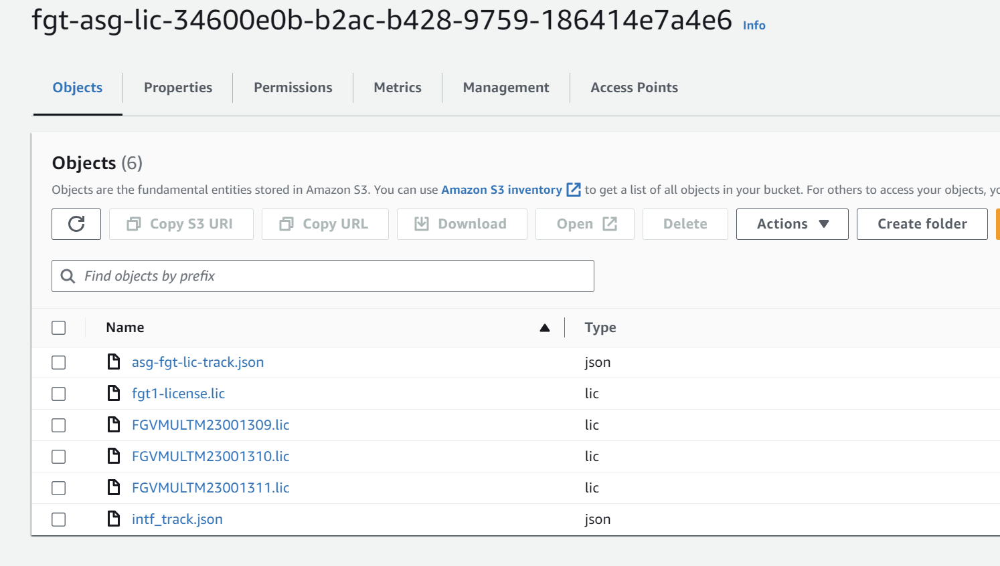 fgt-asg-lic-34600e0b-b2ac-b428-9759-186414e7a4e6 Info
Objects Properties Permissions Metrics Management Access Points
Objects (6)
Objects are the fundamental entities stored in Amazon S3. You can use Amazon S3 inventory to get a list of all objects in your bucket. For others to access your objects,
Copy S3 URI Copy URL Download Open Delete Actions Create folder
Find objects by prefix
Name Type
asg-fgt-lic-track.json json
fgt1-license.lic lic
FGVMULTM23001309.lic lic
FGVMULTM23001310.lic lic
FGVMULTM23001311.lic lic
intf_track.json json